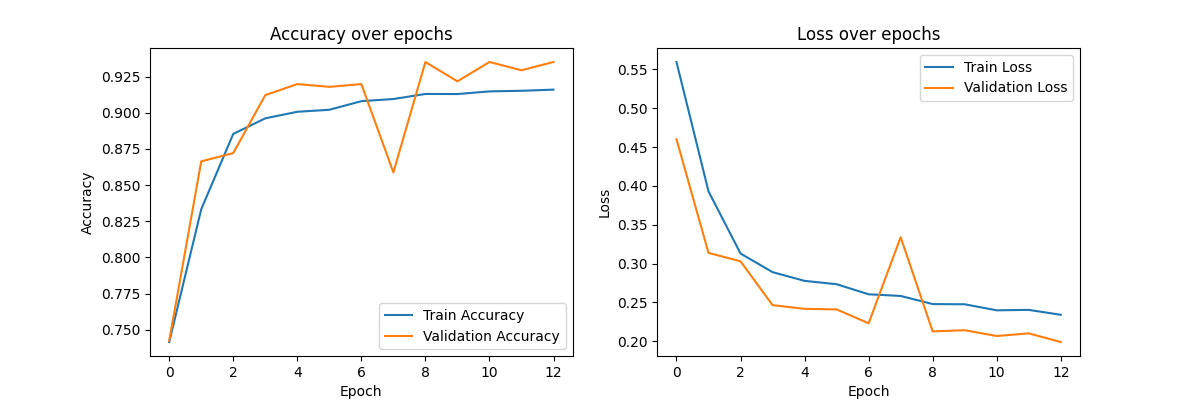 Accuracy over epochs
Accuracy
0.925
0.900
0.875
0.850
0.825
0.800
0.775
0.750
Train Accuracy
Validation Accuracy
0 2 4 6 8 10 12
Epoch
Loss over epochs
Loss
0.55
0.50
0.45
0.40
0.35
0.30
0.25
0.20
Train Loss
Validation Loss
0 2 4 6 8 10 12
Epoch